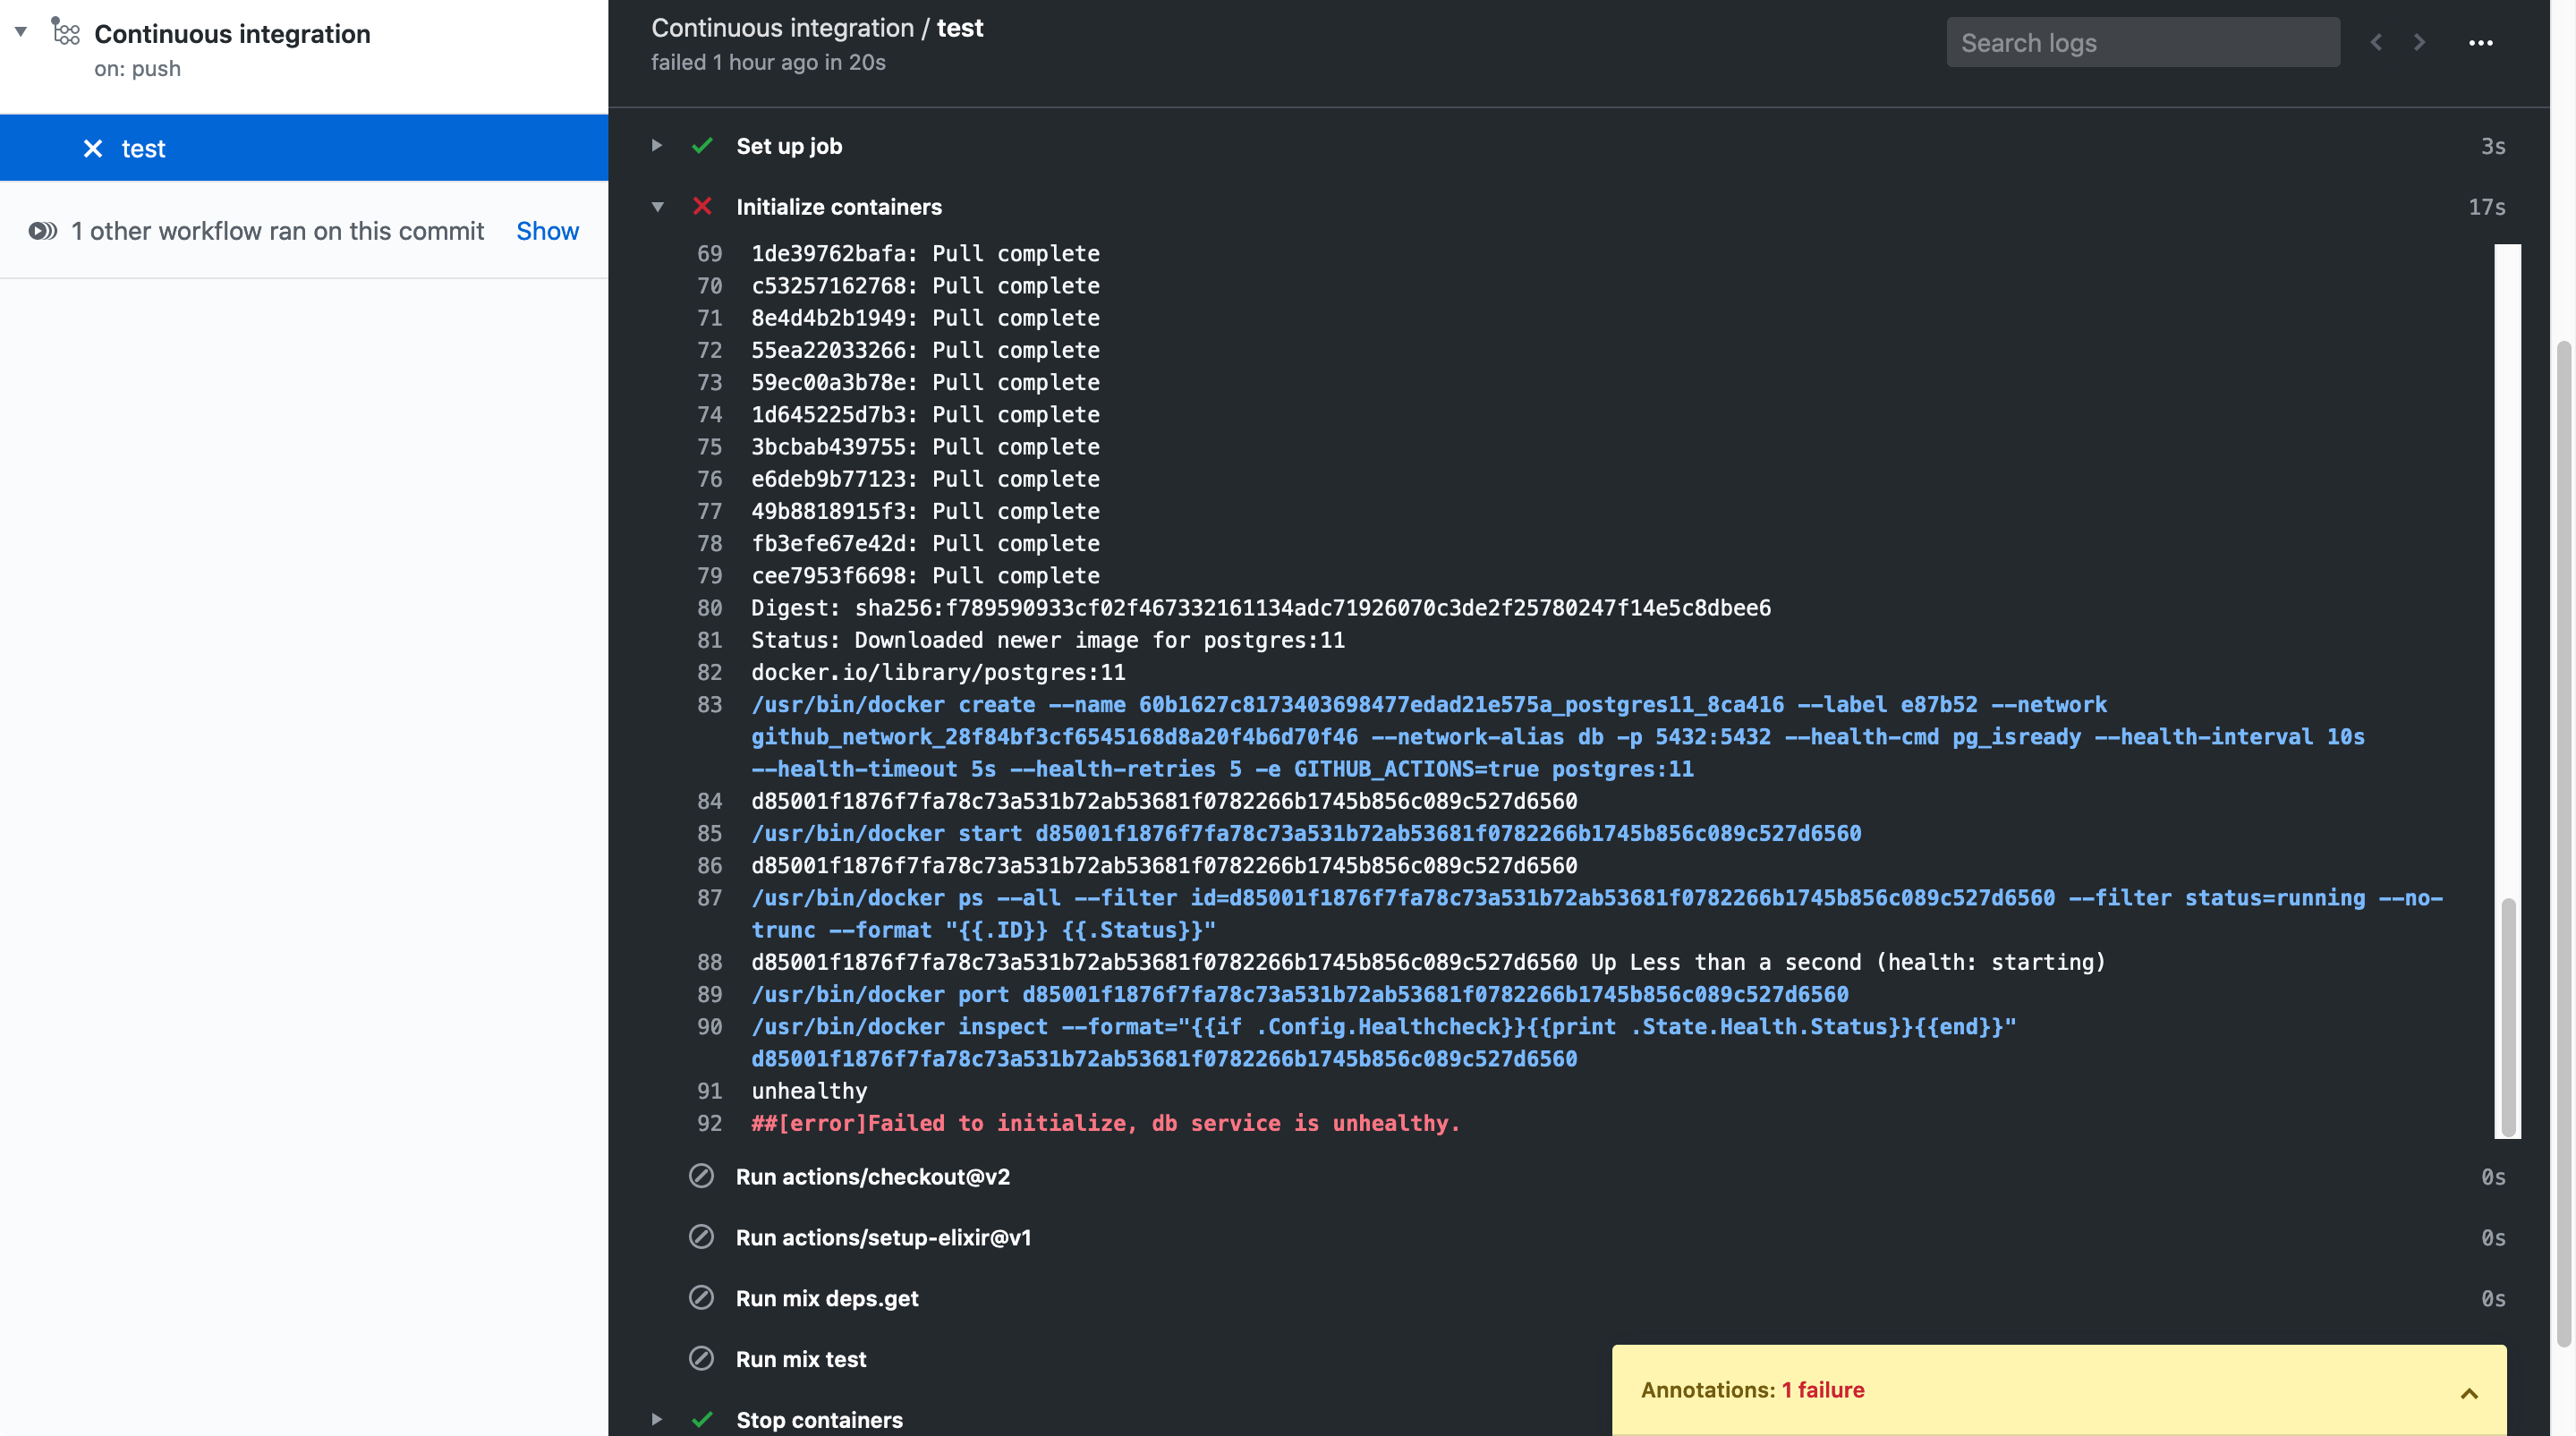 Continuous integration
on: push
test
1 other workflow ran on this commit Show
Continuous integration / test
failed 1 hour ago in 20s
Search logs
Set up job 3s
Initialize containers 17s
69 1de39762bafa: Pull complete
70 c53257162768: Pull complete
71 8e4d4b2b1949: Pull complete
72 55ea22033266: Pull complete
73 59ec00a3b78e: Pull complete
74 1d645225d7b3: Pull complete
75 3bcbab439755: Pull complete
76 e6deb9b77123: Pull complete
77 49b8818915f3: Pull complete
78 fb3efe67e42d: Pull complete
79 cee7953f6698: Pull complete
80 Digest: sha256:f789590933cf02f467332161134adc71926070c3de2f25780247f14e5c8dbee6
81 Status: Downloaded newer image for postgres:11
82 docker.io/library/postgres:11
83 /usr/bin/docker create --name 60b1627c8173403698477edad21e575a_postgres11_8ca416 --label e87b52 --network
github_network_28f84bf3cf6545168d8a20f4b6d70f46 --network-alias db -p 5432:5432 --health-cmd pg_isready --health-interval 10s
--health-timeout 5s --health-retries 5 -e GITHUB_ACTIONS=true postgres:11
84 d85001f1876f7fa78c73a531b72ab53681f0782266b1745b856c089c527d6560
85 /usr/bin/docker start d85001f1876f7fa78c73a531b72ab53681f0782266b1745b856c089c527d6560
86 d85001f1876f7fa78c73a531b72ab53681f0782266b1745b856c089c527d6560
87 /usr/bin/docker ps --all --filter id=d85001f1876f7fa78c73a531b72ab53681f0782266b1745b856c089c527d6560 --filter status=running --no-
trunc --format "{{.ID}} {{.Status}}"
88 d85001f1876f7fa78c73a531b72ab53681f0782266b1745b856c089c527d6560 Up Less than a second (health: starting)
89 /usr/bin/docker port d85001f1876f7fa78c73a531b72ab53681f0782266b1745b856c089c527d6560
90 /usr/bin/docker inspect --format="{{if .Config.Healthcheck}}{{print .State.Health.Status}}{{end}}"
d85001f1876f7fa78c73a531b72ab53681f0782266b1745b856c089c527d6560
91 unhealthy
92 ##[error]Failed to initialize, db service is unhealthy.
Run actions/checkout@v2 0s
Run actions/setup-elixir@v1 0s
Run mix deps.get 0s
Run mix test
Annotations: 1 failure
Stop containers